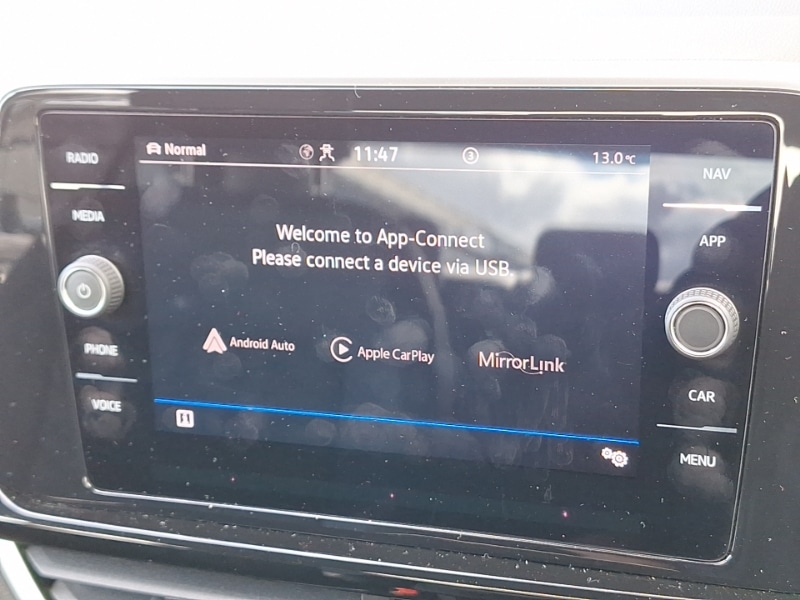 RADIO
MEDIA
PHONE
VOICE
Normal
11:47
3
13.0°C
Welcome to App-Connect
Please connect a device via USB.
Android Auto
Apple CarPlay
MirrorLink
NAV
APP
CAR
MENU